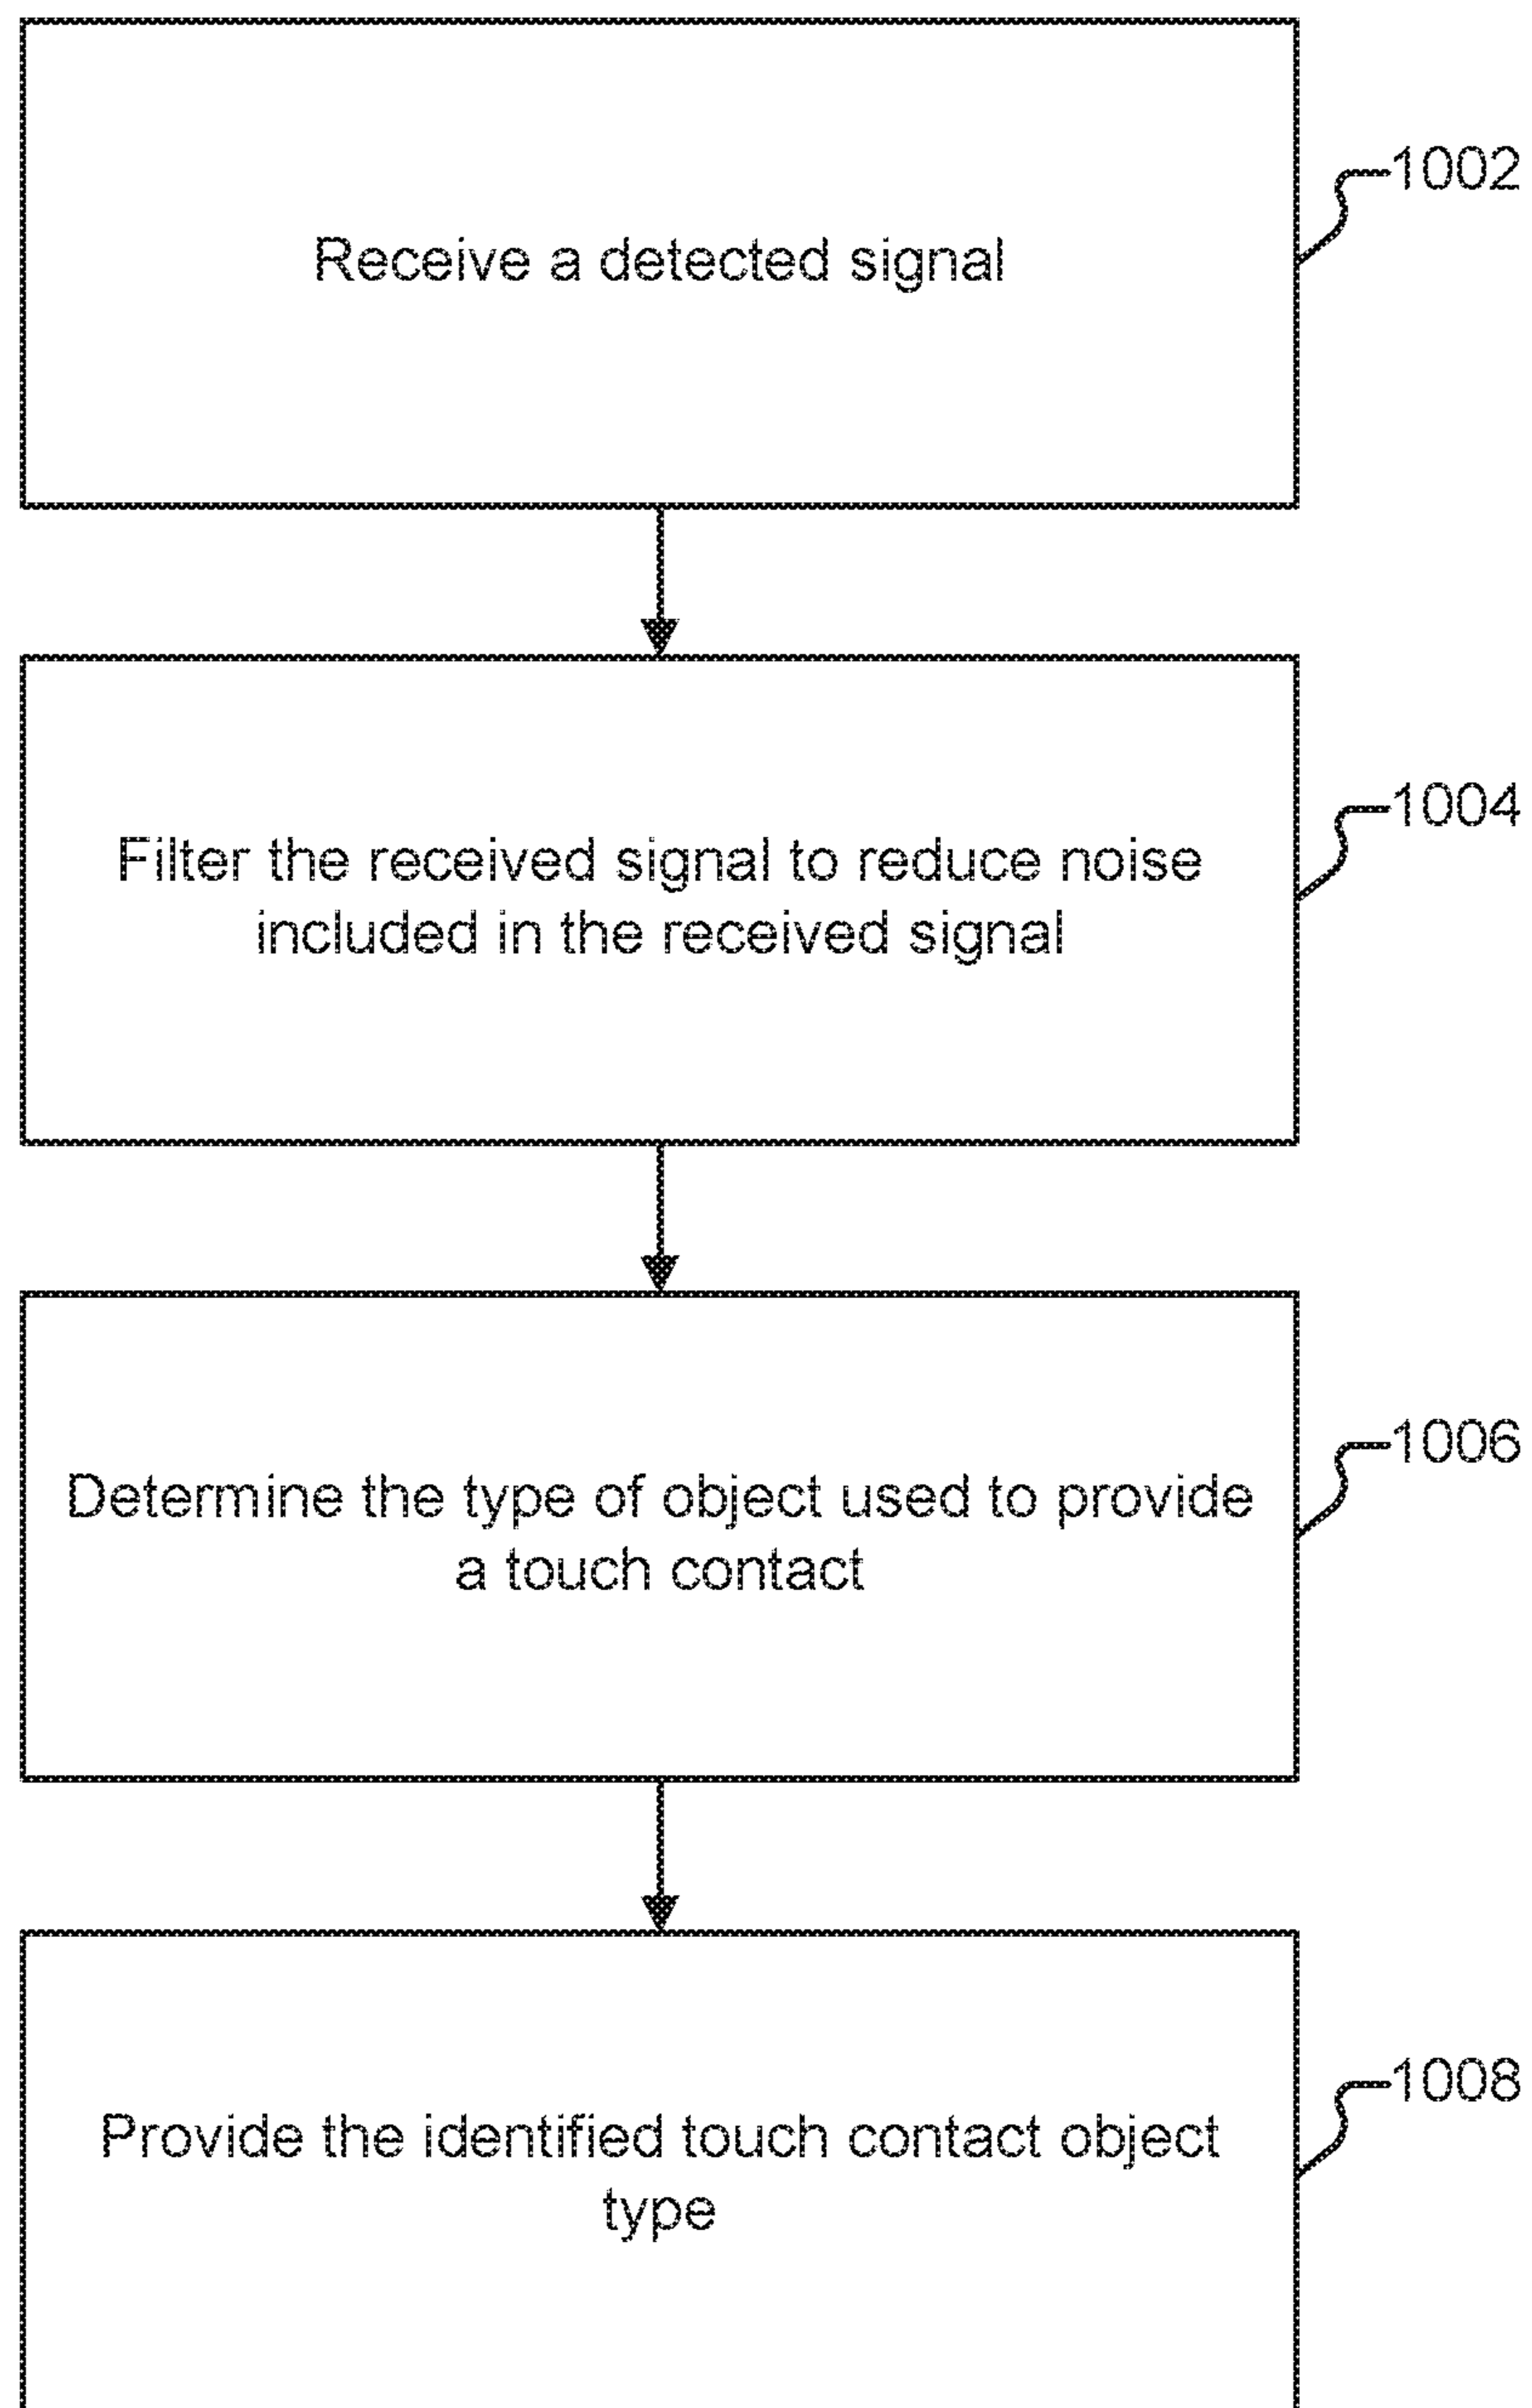 Receive a detected signal
1002
Filter the received signal to reduce noise
included in the received signal
1004
Determine the type of object used to provide
a touch contact
1006
Provide the identified touch contact object
type
1008